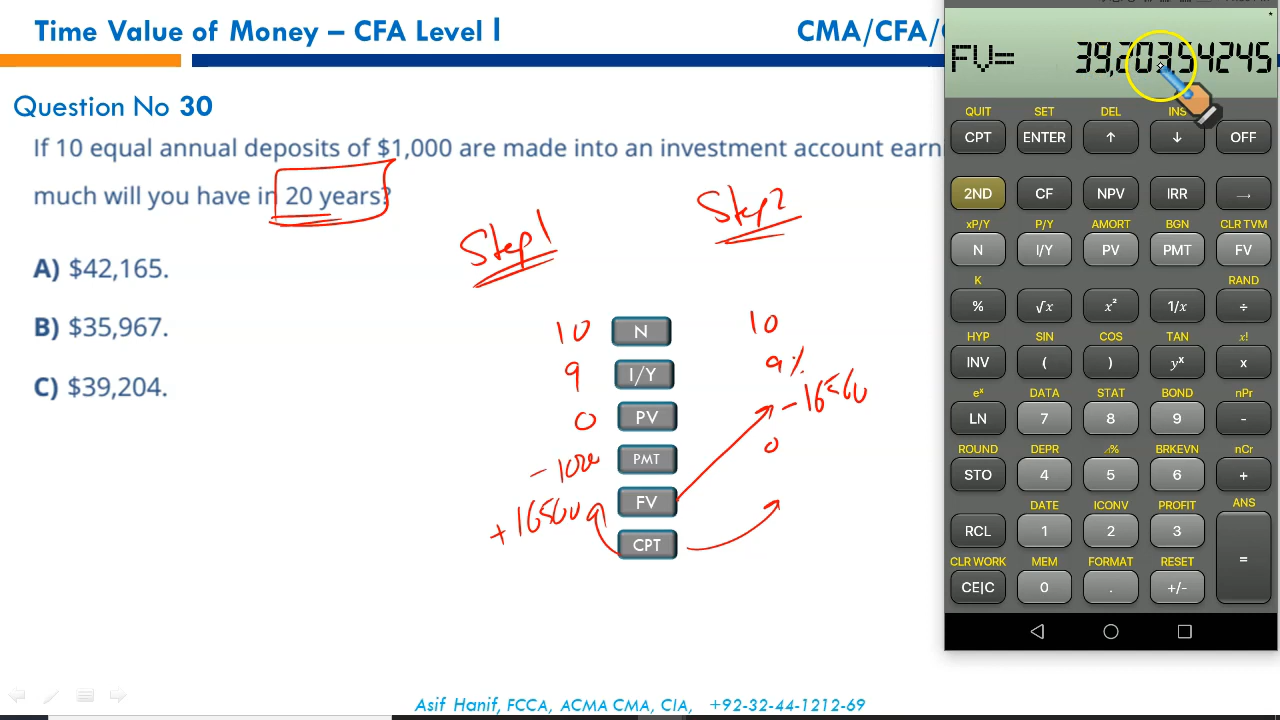 Time Value of Money – CFA Level I
CMA/CFA/
Question No 30
If 10 equal annual deposits of $1,000 are made into an investment account earn
much will you have in 20 years?
A) $42,165.
B) $35,967.
C) $39,204.
Step 1
Step 2
10 N 10
9 I/Y 9%
0 PV
PMT 0
FV
CPT
FV= 39,203.54245
QUIT SET DEL INS
CPT ENTER ↑ ↓ OFF
2ND CF NPV IRR →
xP/Y P/Y AMORT BGN CLR TVM
N I/Y PV PMT FV
K RAND
% √x x² 1/x ÷
HYP SIN COS TAN x!
INV ( ) yˣ x
eˣ DATA STAT BOND nPr
LN 7 8 9 -
ROUND DEPR ⊿% BRKEVN nCr
STO 4 5 6 +
DATE ICONV PROFIT ANS
RCL 1 2 3 =
CLR WORK MEM FORMAT RESET
CE|C 0 . +/-
Asif Hanif, FCCA, ACMA CMA, CIA, +92-32-44-1212-69